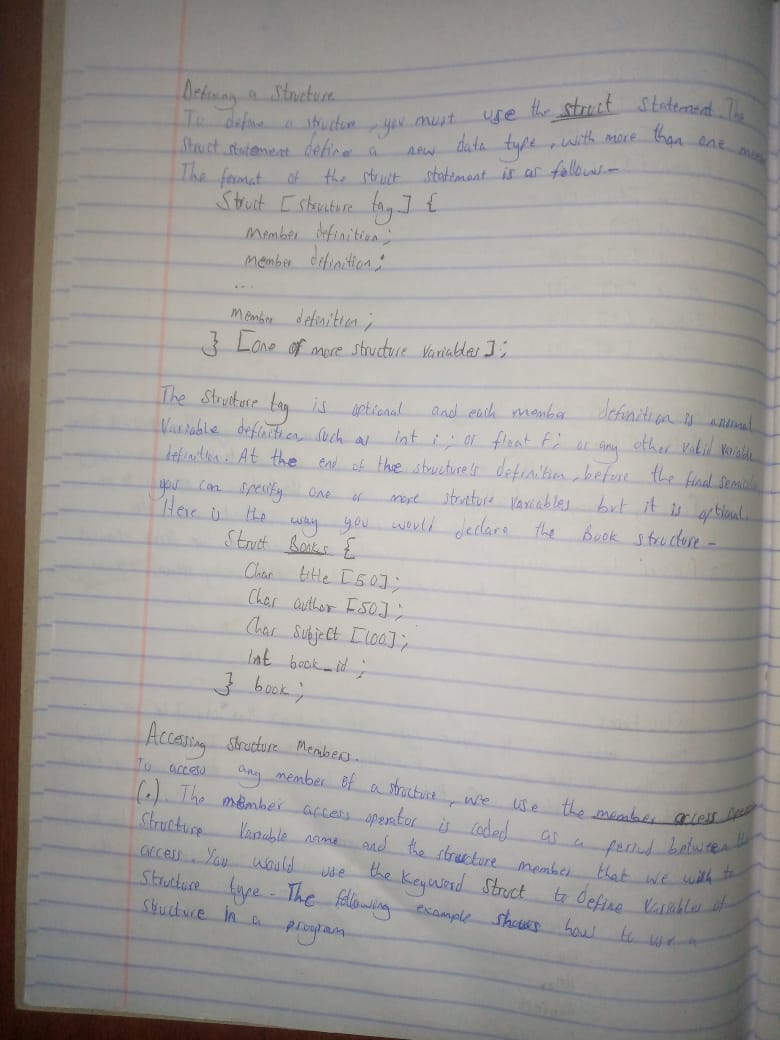 Defining a Structure
To define a structure, you must use the struct statement. The
Struct statement define a new data type, with more than one
The format of the struct statement is as follows.-
Struct [structure tag] {
Member definition;
Member definition;
...
Member definition;
} [one or more structure Variables];
The Structure tag is optional and each member definition is a normal
Variable definition such as int i; or float f; or any other valid variable
definition. At the end of the structure's definition, before the final
you can specify one or more structure Variables but it is optional.
Here is the way you would declare the Book structure -
Struct Books {
Char title [50];
Char author [50];
Char Subject [100];
Int book_id;
} book;
Accessing Structure Members.
To access any member of a structure, we use the member access
(.). The member access operator is coded as a period between the
Structure Variable name and the structure member that we wish to
access. You would use the Keyword Struct to define Variables of
Structure type. The following example shows how to use a
Structure in a program